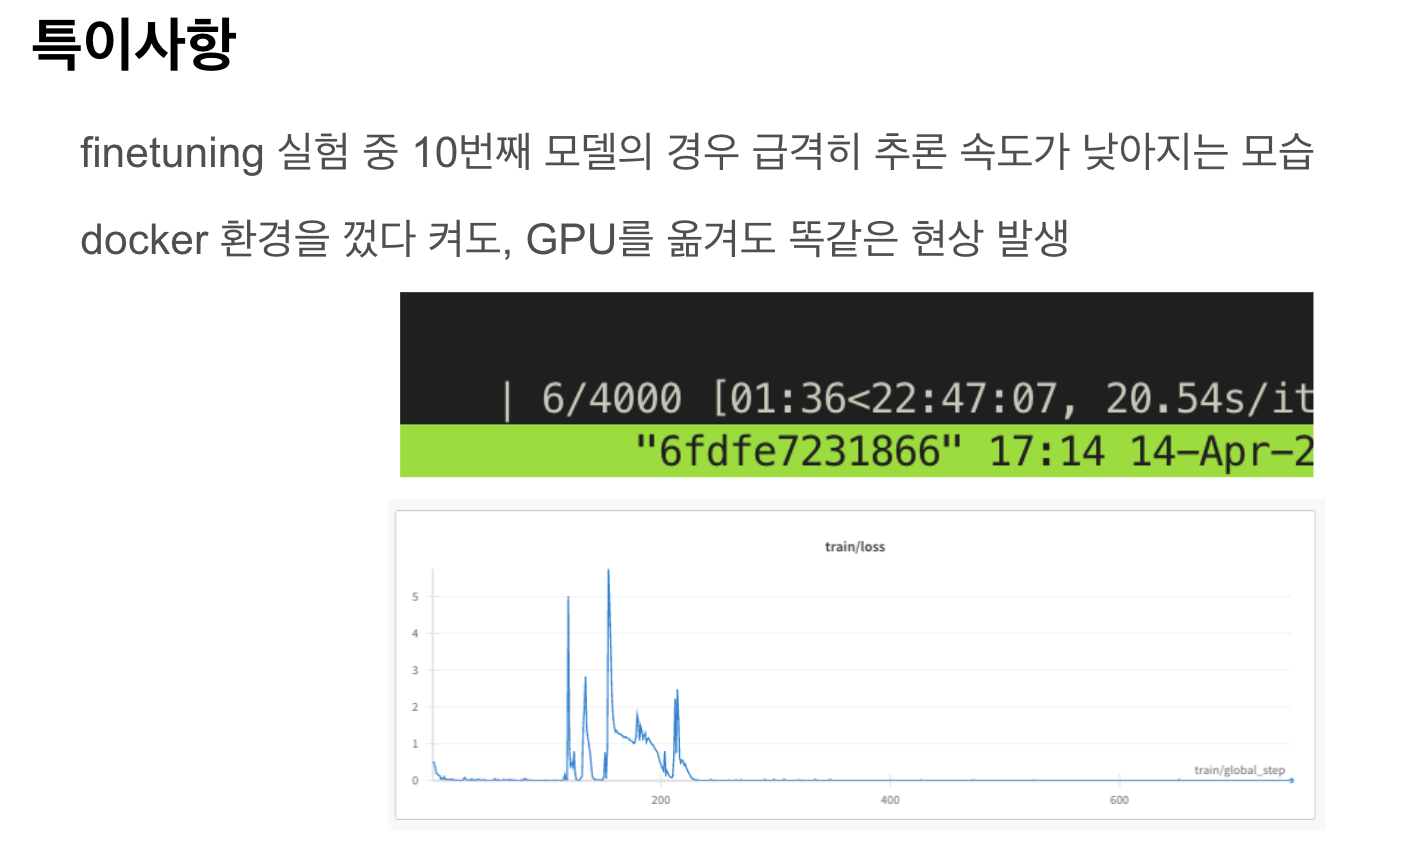 특이사항
finetuning 실험 중 10번째 모델의 경우 급격히 추론 속도가 낮아지는 모습
docker 환경을 껐다 켜도, GPU를 옮겨도 똑같은 현상 발생
| 6/4000 [01:36<22:47:07, 20.54s/it
"6fdfe7231866" 17:14 14-Apr-2
train/loss
5
4
3
2
1
0
train/global_step
200 400 600